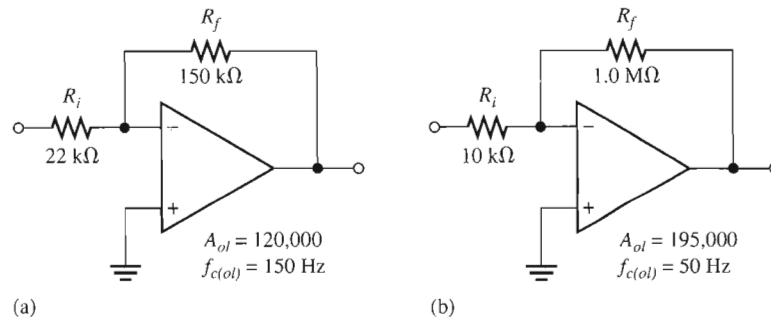 R_f
150 kΩ
R_i
22 kΩ
−
+
A_ol = 120,000
f_c(ol) = 150 Hz
(a)
R_f
1.0 MΩ
R_i
10 kΩ
−
+
A_ol = 195,000
f_c(ol) = 50 Hz
(b)